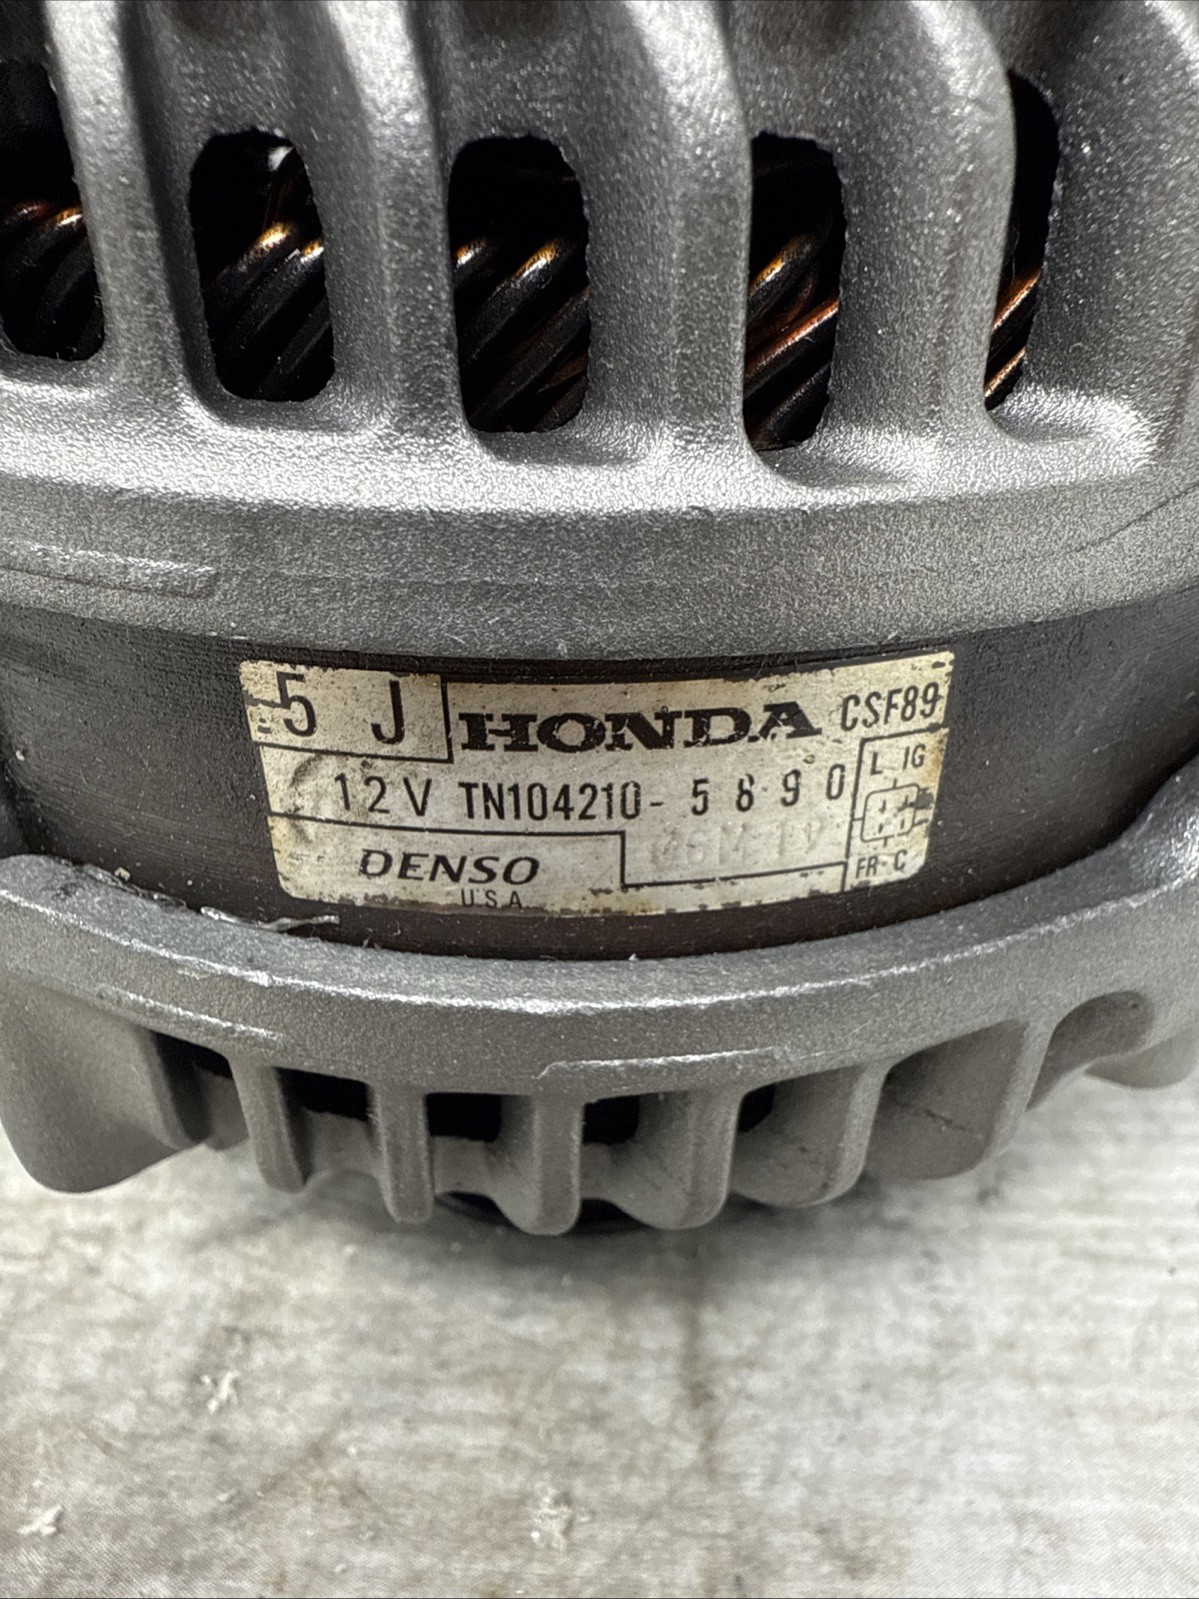 5 J HONDA CSF89
12V TN104210-5890 L IG
DENSO FR C
U.S.A.